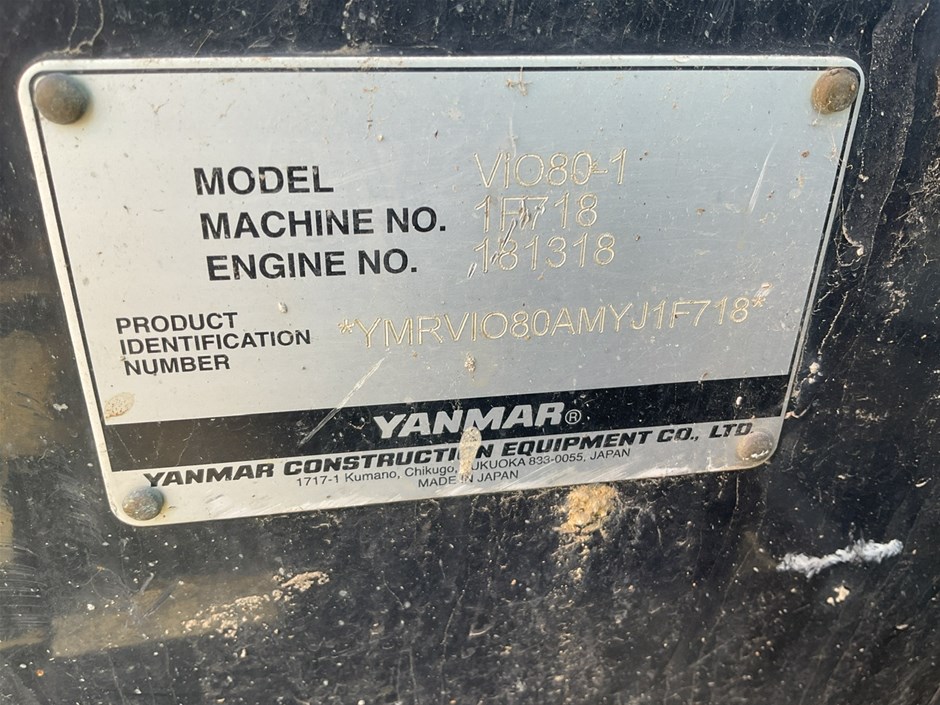 MODEL ViO80-1
MACHINE NO. 1F718
ENGINE NO. 181318
PRODUCT
IDENTIFICATION *YMRVIO80AMYJ1F718*
NUMBER
YANMAR®
YANMAR CONSTRUCTION EQUIPMENT CO., LTD.
1717-1 Kumano, Chikugo, FUKUOKA 833-0055, JAPAN
MADE IN JAPAN